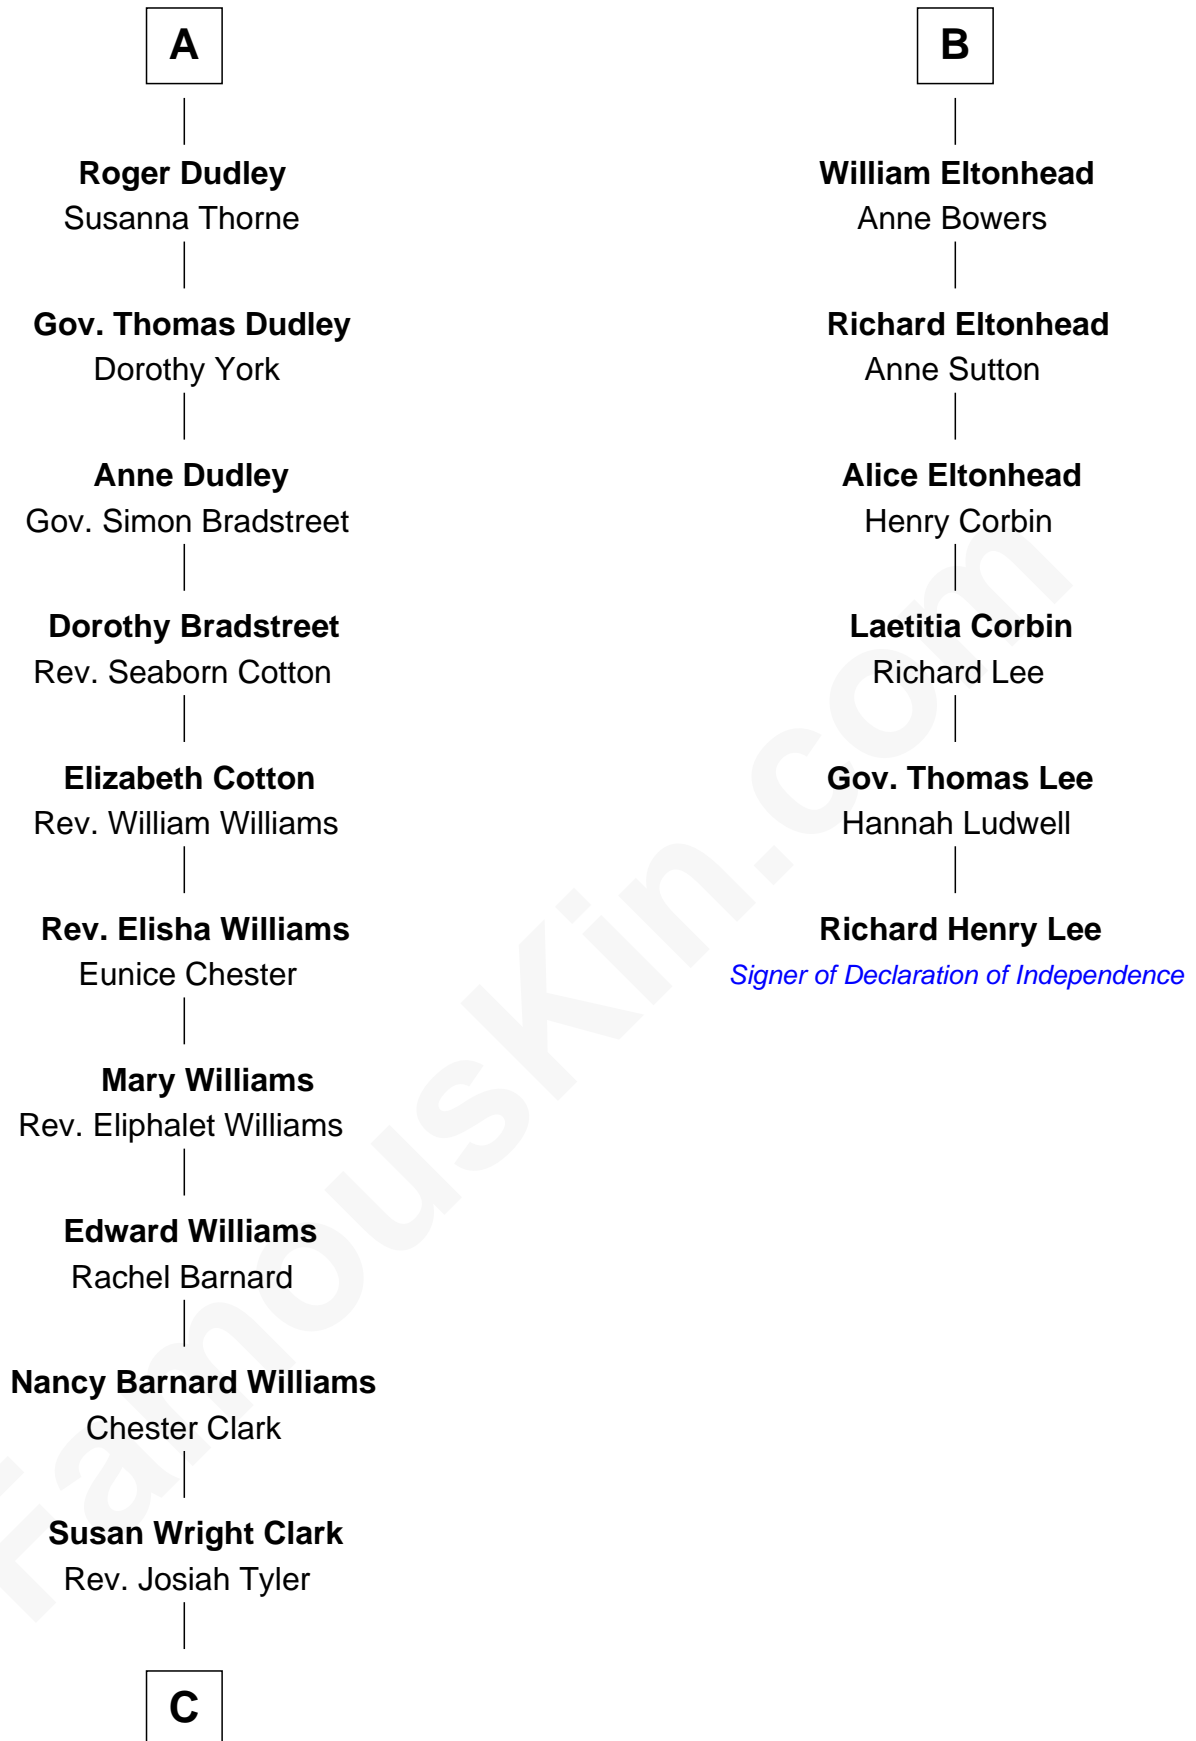 A
Roger Dudley
Susanna Thorne
Gov. Thomas Dudley
Dorothy York
Anne Dudley
Gov. Simon Bradstreet
Dorothy Bradstreet
Rev. Seaborn Cotton
Elizabeth Cotton
Rev. William Williams
Rev. Elisha Williams
Eunice Chester
Mary Williams
Rev. Eliphalet Williams
Edward Williams
Rachel Barnard
Nancy Barnard Williams
Chester Clark
Susan Wright Clark
Rev. Josiah Tyler
C
B
William Eltonhead
Anne Bowers
Richard Eltonhead
Anne Sutton
Alice Eltonhead
Henry Corbin
Laetitia Corbin
Richard Lee
Gov. Thomas Lee
Hannah Ludwell
Richard Henry Lee
Signer of Declaration of Independence
FamousKin.com